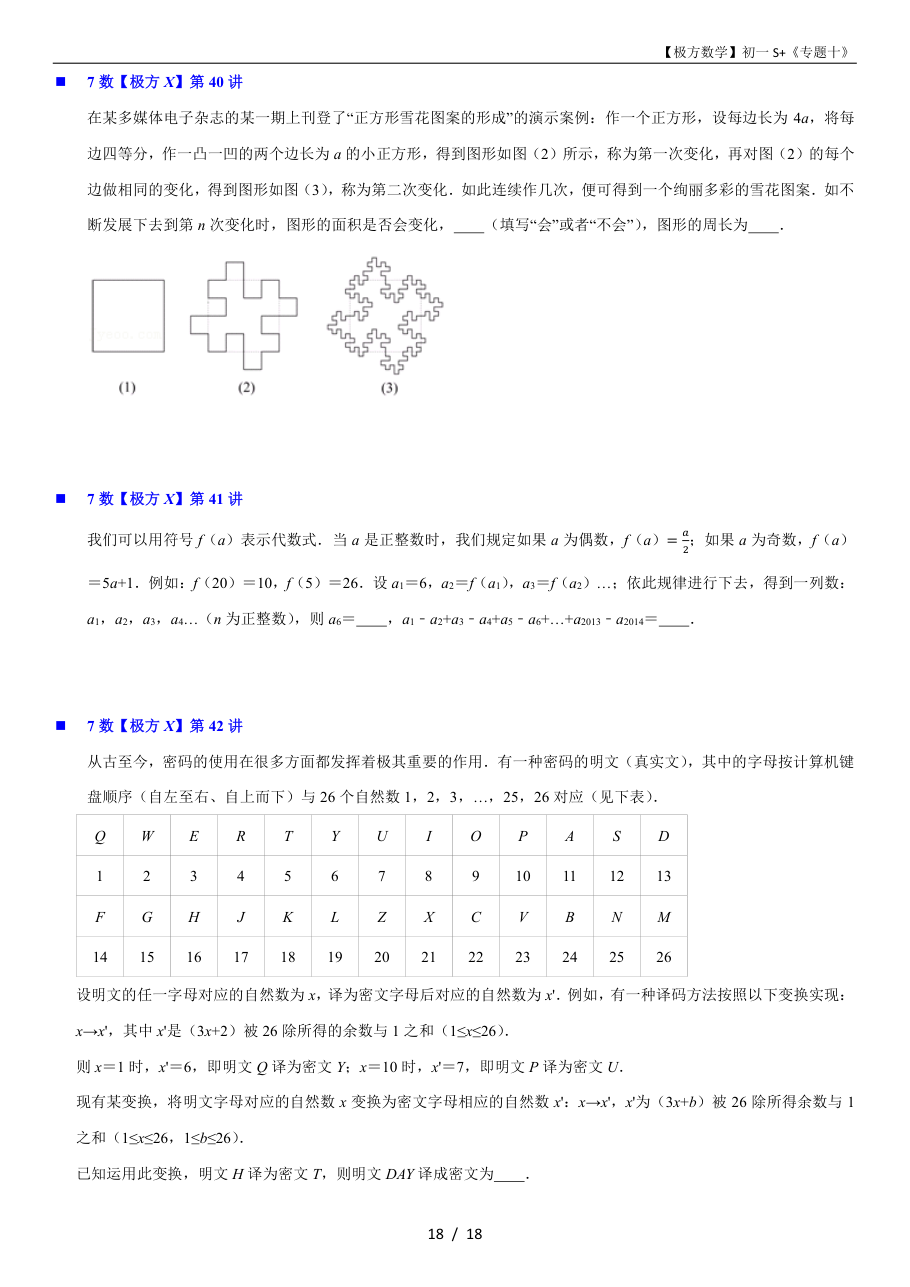 【极方数学】初一 S+《专题十》
7 数【极方 X】第 40 讲
在某多媒体电子杂志的某一期上刊登了“正方形雪花图案的形成”的演示案例：作一个正方形，设每边长为 4a，将每
边四等分，作一凸一凹的两个边长为 a 的小正方形，得到图形如图（2）所示，称为第一次变化，再对图（2）的每个
边做相同的变化，得到图形如图（3），称为第二次变化．如此连续作几次，便可得到一个绚丽多彩的雪花图案．如不
断发展下去到第 n 次变化时，图形的面积是否会变化，____（填写“会”或者“不会”），图形的周长为____．
(1) (2) (3)
7 数【极方 X】第 41 讲
我们可以用符号 f（a）表示代数式．当 a 是正整数时，我们规定如果 a 为偶数，f（a）＝a/2；如果 a 为奇数，f（a）
＝5a+1．例如：f（20）＝10，f（5）＝26．设 a₁＝6，a₂＝f（a₁），a₃＝f（a₂）…；依此规律进行下去，得到一列数：
a₁，a₂，a₃，a₄…（n 为正整数），则 a₆＝____，a₁﹣a₂+a₃﹣a₄+a₅﹣a₆+…+a₂₀₁₃﹣a₂₀₁₄＝____．
7 数【极方 X】第 42 讲
从古至今，密码的使用在很多方面都发挥着极其重要的作用．有一种密码的明文（真实文），其中的字母按计算机键
盘顺序（自左至右、自上而下）与 26 个自然数 1，2，3，…，25，26 对应（见下表）．
Q W E R T Y U I O P A S D
1 2 3 4 5 6 7 8 9 10 11 12 13
F G H J K L Z X C V B N M
14 15 16 17 18 19 20 21 22 23 24 25 26
设明文的任一字母对应的自然数为 x，译为密文字母后对应的自然数为 x'．例如，有一种译码方法按照以下变换实现：
x→x'，其中 x'是（3x+2）被 26 除所得的余数与 1 之和（1≤x≤26）．
则 x＝1 时，x'＝6，即明文 Q 译为密文 Y；x＝10 时，x'＝7，即明文 P 译为密文 U．
现有某变换，将明文字母对应的自然数 x 变换为密文字母相应的自然数 x'：x→x'，x'为（3x+b）被 26 除所得余数与 1
之和（1≤x≤26，1≤b≤26）．
已知运用此变换，明文 H 译为密文 T，则明文 DAY 译成密文为____．
18 / 18